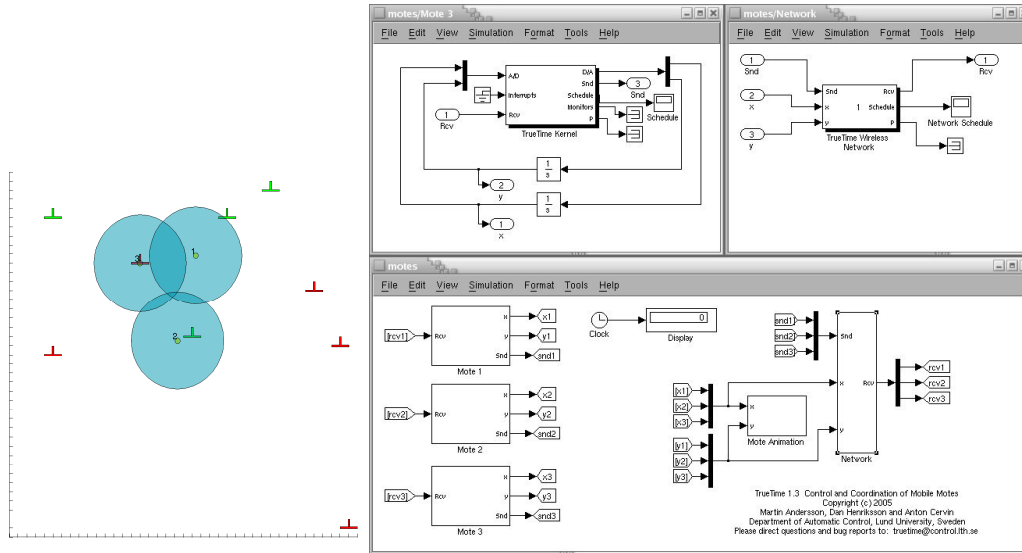 3
1
2
motes/Mote 3
File Edit View Simulation Format Tools Help
A/D
Interrupts
Rcv
D/A
Snd
Schedule
Monitors
P
TrueTime Kernel
1
Rcv
3
Snd
Schedule
1
s
2
y
1
s
1
x
motes/Network
File Edit View Simulation Format Tools Help
1
Snd
2
x
3
y
Snd
x
y
1
Rcv
Schedule
P
TrueTime Wireless
Network
1
Rcv
Network Schedule
motes
File Edit View Simulation Format Tools Help
[rcv1]
Rcv
x
y
Snd
x1
y1
snd1
Mote 1
[rcv2]
Rcv
x
y
Snd
x2
y2
snd2
Mote 2
[rcv3]
Rcv
x
y
Snd
x3
y3
snd3
Mote 3
Clock
0
Display
snd1
snd2
snd3
[x1]
[x2]
[x3]
[y1]
[y2]
[y3]
x
y
Mote Animation
Snd
x
y
Rcv
Network
rcv1
rcv2
rcv3
TrueTime 1.3 Control and Coordination of Mobile Motes
Copyright (c) 2005
Martin Andersson, Dan Henriksson and Anton Cervin
Department of Automatic Control, Lund University, Sweden
Please direct questions and bug reports to: truetime@control.lth.se